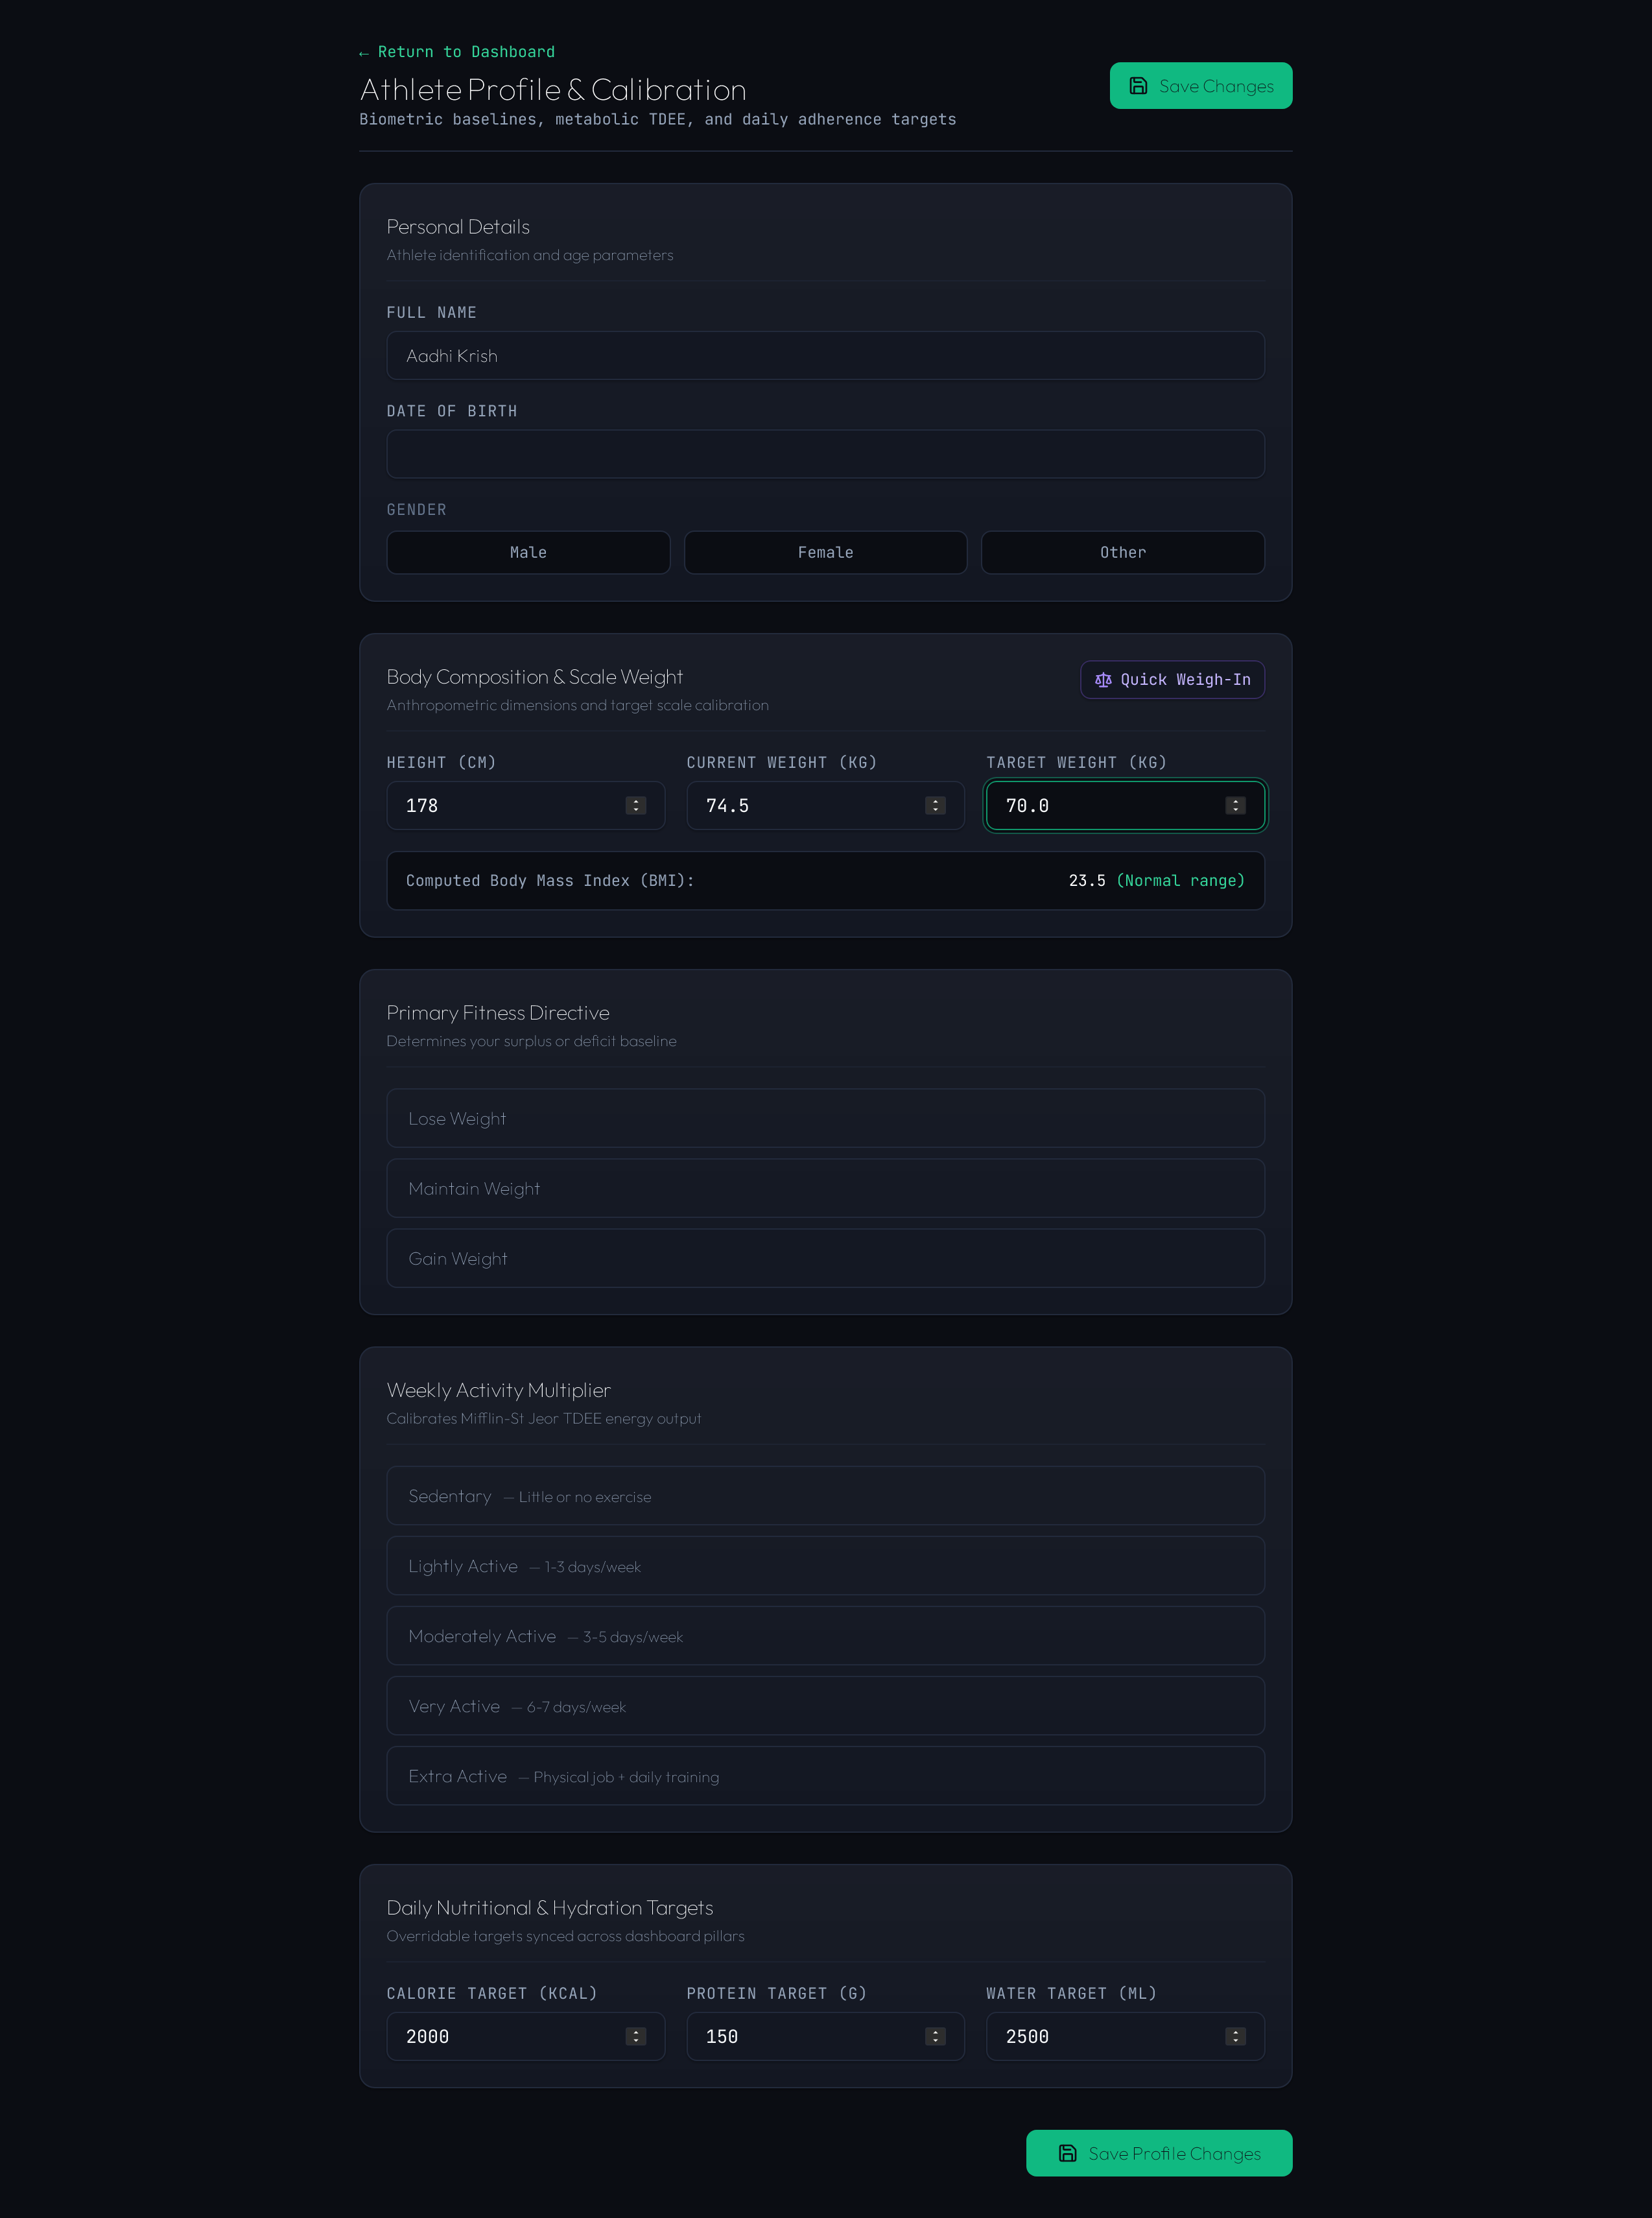 ← Return to Dashboard
Athlete Profile & Calibration
Biometric baselines, metabolic TDEE, and daily adherence targets
Save Changes
Personal Details
Athlete identification and age parameters
FULL NAME
Aadhi Krish
DATE OF BIRTH
GENDER
Male
Female
Other
Body Composition & Scale Weight
Anthropometric dimensions and target scale calibration
Quick Weigh-In
HEIGHT (CM)
178
CURRENT WEIGHT (KG)
74.5
TARGET WEIGHT (KG)
70.0
Computed Body Mass Index (BMI):
23.5 (Normal range)
Primary Fitness Directive
Determines your surplus or deficit baseline
Lose Weight
Maintain Weight
Gain Weight
Weekly Activity Multiplier
Calibrates Mifflin-St Jeor TDEE energy output
Sedentary — Little or no exercise
Lightly Active — 1-3 days/week
Moderately Active — 3-5 days/week
Very Active — 6-7 days/week
Extra Active — Physical job + daily training
Daily Nutritional & Hydration Targets
Overridable targets synced across dashboard pillars
CALORIE TARGET (KCAL)
2000
PROTEIN TARGET (G)
150
WATER TARGET (ML)
2500
Save Profile Changes